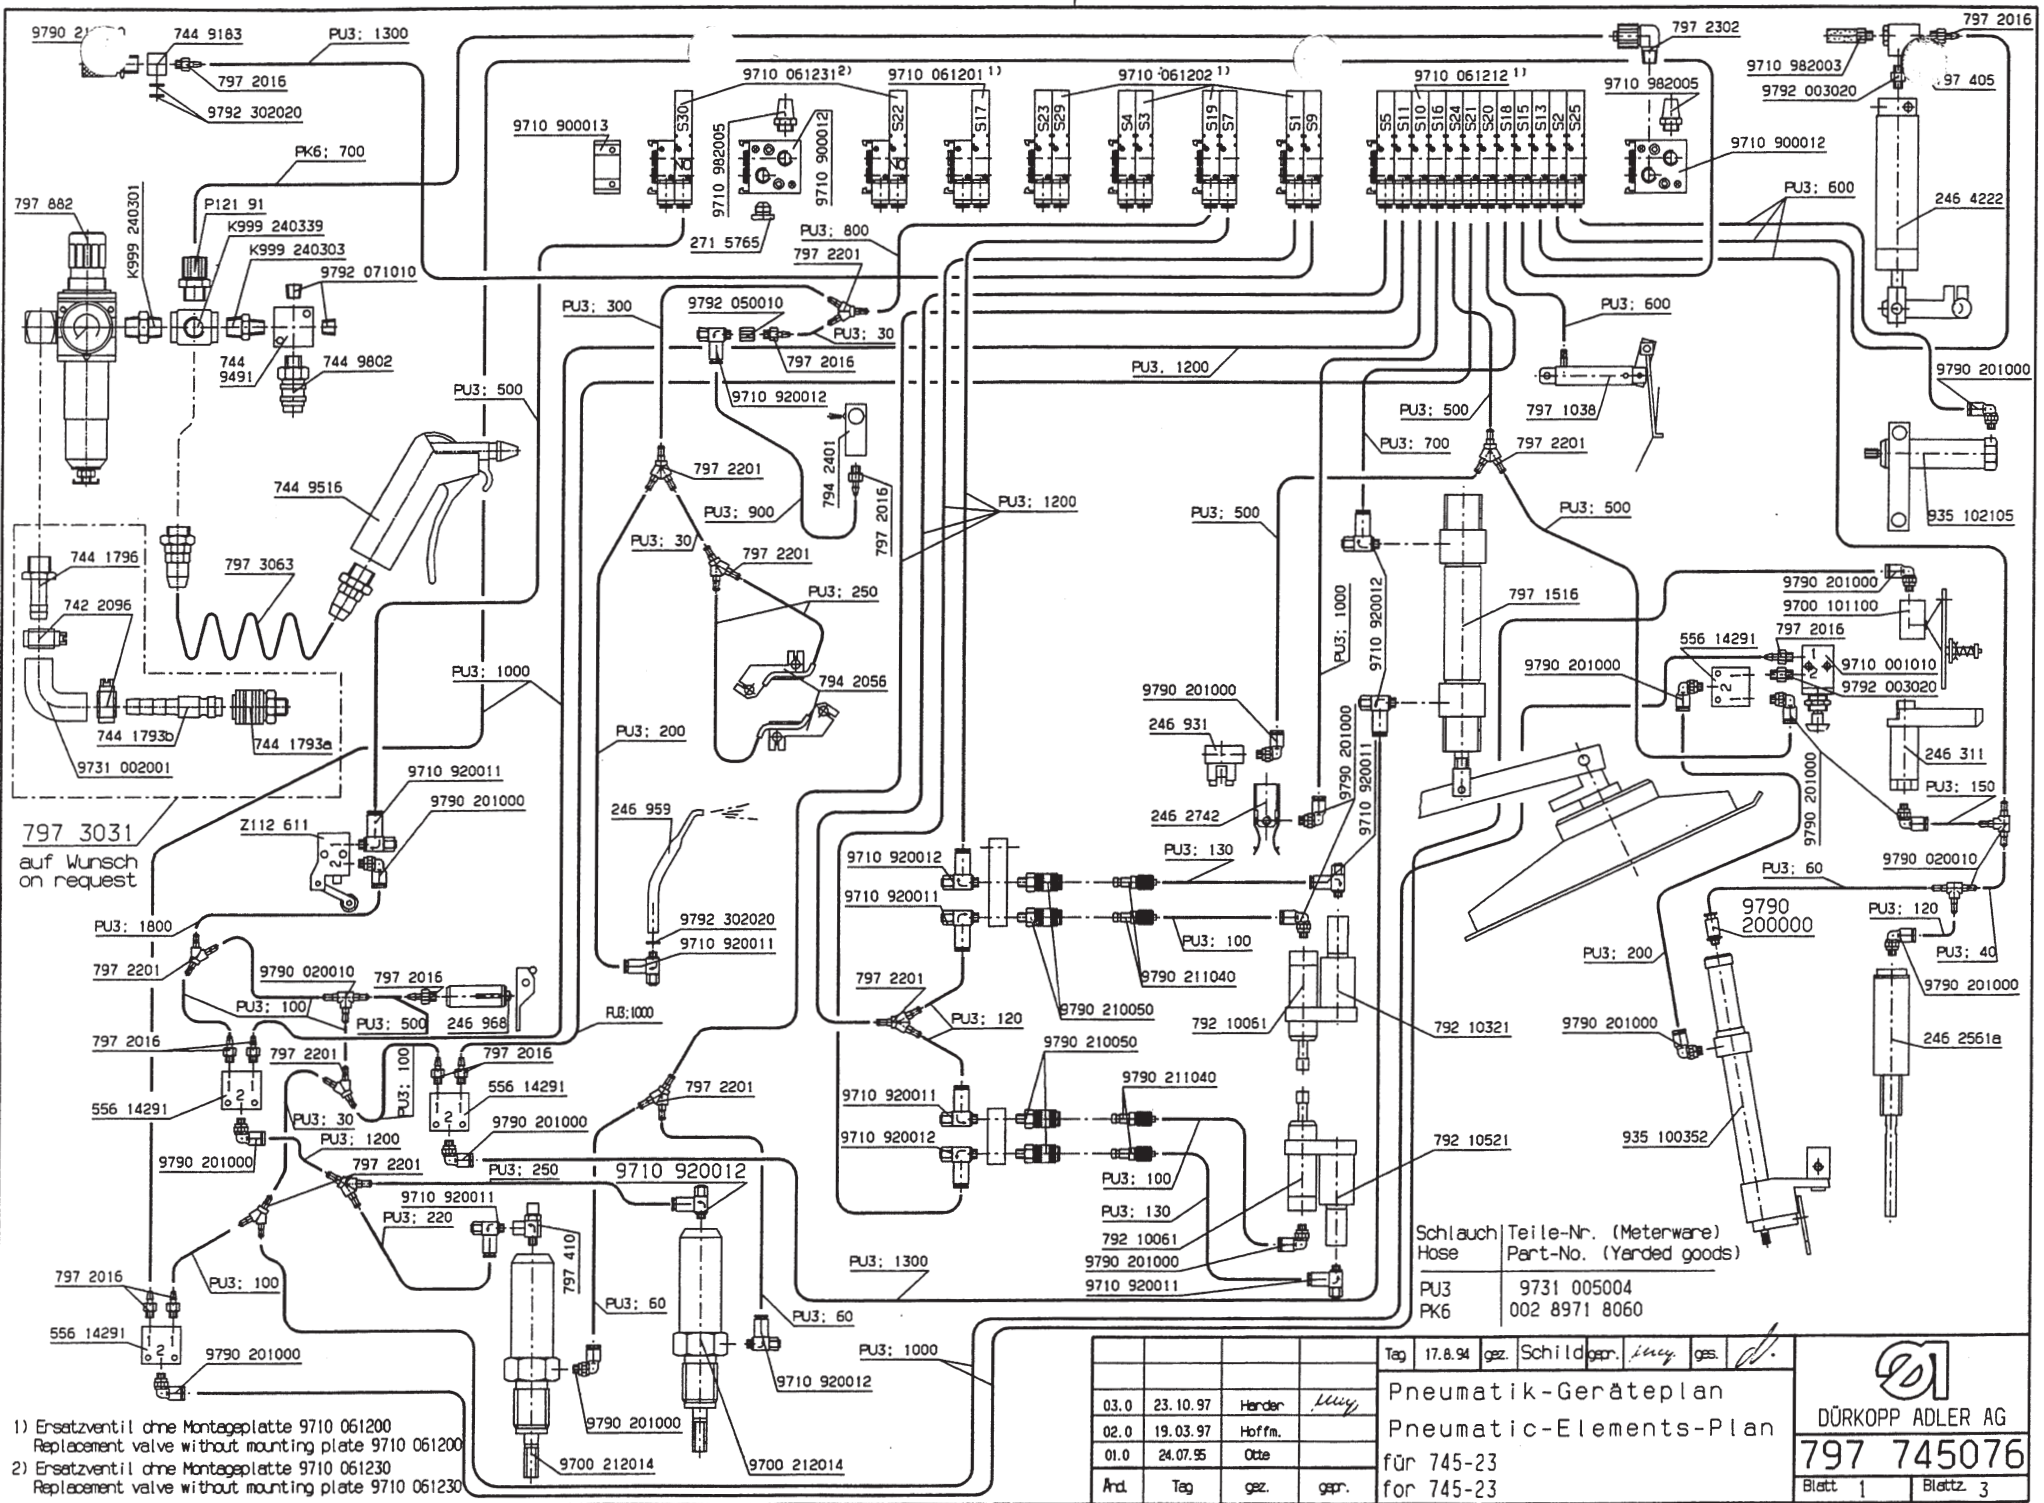 744 9183
PU3; 1300
797 2016
9792 302020
PK6; 700
797 882
K999 240301
P121 91
K999 240339
K999 240303
9792 071010
744
9491
744 9802
744 9516
PU3; 500
744 1796
742 2096
797 3063
744 1793b
744 1793a
9731 002001
PU3; 1000
797 3031
auf Wunsch
on request
Z112 611
9710 920011
9790 201000
PU3; 1800
797 2201
9790 020010
797 2016
PU3; 100
PU3; 500
246 968
797 2016
797 2201
PU3; 100
797 2016
556 14291
556 14291
PU3; 30
PU3; 1200
9790 201000
9790 201000
797 2201
PU3; 250
9710 920012
9710 920011
PU3; 220
797 410
797 2016
PU3; 100
556 14291
9790 201000
PU3; 60
PU3; 60
9710 920012
9790 201000
9700 212014
9700 212014
9710 900013
9710 061231 2)
S30
9710 982005
9710 900012
271 5765
S22
9710 061201 1)
S17
9710 061202 1)
S23
S29
S4
S3
S19
S7
S1
S9
9710 061212 1)
S5
S11
S10
S16
S24
S21
S20
S18
S15
S13
S2
S25
797 2302
9710 982005
9710 900012
9710 982003
797 2016
9792 003020
97 405
PU3; 600
246 4222
PU3; 800
797 2201
PU3; 300
9792 050010
PU3; 30
797 2016
9710 920012
PU3. 1200
PU3; 600
797 1038
PU3; 500
PU3; 700
797 2201
9790 201000
935 102105
797 2201
794 2401
PU3; 900
797 2016
PU3; 30
797 2201
PU3; 250
PU3; 1200
PU3; 500
PU3; 500
794 2056
PU3; 200
246 959
9792 302020
9710 920011
PU3;1000
797 2201
PU3; 1000
9710 920012
797 1516
9790 201000
246 931
9790 201000
9710 920011
246 2742
PU3; 130
9710 920012
9710 920011
PU3; 100
9790 211040
9790 210050
797 2201
PU3; 120
792 10061
792 10321
9790 210050
9790 211040
9710 920011
9710 920012
PU3; 100
PU3; 130
792 10521
792 10061
9790 201000
9710 920011
PU3; 1300
PU3; 1000
9790 201000
9700 101100
797 2016
556 14291
9790 201000
9710 001010
9792 003020
246 311
9790 201000
PU3; 150
9790 020010
PU3; 60
9790
200000
PU3; 120
PU3; 40
PU3; 200
9790 201000
9790 201000
246 2561a
935 100352
Schlauch Teile-Nr. (Meterware)
Hose Part-No. (Yarded goods)
PU3 9731 005004
PK6 002 8971 8060
1) Ersatzventil ohne Montageplatte 9710 061200
Replacement valve without mounting plate 9710 061200
2) Ersatzventil ohne Montageplatte 9710 061230
Replacement valve without mounting plate 9710 061230
Tag 17.8.94 gez. Schild gepr. ges.
03.0 23.10.97 Harder
02.0 19.03.97 Hoffm.
01.0 24.07.95 Otte
Änd. Tag gez. gepr.
Pneumatik-Geräteplan
Pneumatic-Elements-Plan
für 745-23
for 745-23
DÜRKOPP ADLER AG
797 745076
Blatt 1 Blattz. 3